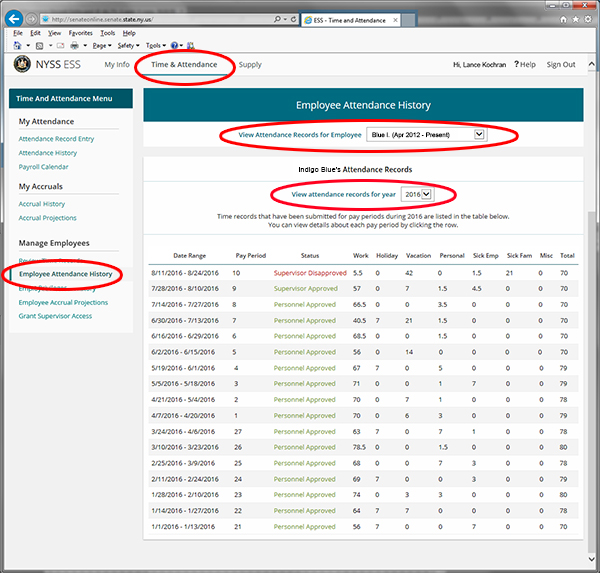 http://senateonline.senate.state.ny.us/
ESS - Time and Attendance
File Edit View Favorites Tools Help
Page Safety Tools
NYSS ESS My Info Time & Attendance Supply Hi, Lance Kochran ?Help Sign Out
Time And Attendance Menu
My Attendance
Attendance Record Entry
Attendance History
Payroll Calendar
My Accruals
Accrual History
Accrual Projections
Manage Employees
Employee Attendance History
Employee Accrual Projections
Grant Supervisor Access
Employee Attendance History
View Attendance Records for Employee Blue I. (Apr 2012 - Present)
Indigo Blue's Attendance Records
View attendance records for year 2016
Time records that have been submitted for pay periods during 2016 are listed in the table below.
You can view details about each pay period by clicking the row.
Date Range Pay Period Status Work Holiday Vacation Personal Sick Emp Sick Fam Misc Total
8/11/2016 - 8/24/2016 10 Supervisor Disapproved 5.5 0 42 0 1.5 21 0 70
7/28/2016 - 8/10/2016 9 Supervisor Approved 57 0 7 1.5 4.5 0 0 70
7/14/2016 - 7/27/2016 8 Personnel Approved 66.5 0 0 3.5 0 0 0 70
6/30/2016 - 7/13/2016 7 Personnel Approved 40.5 7 21 1.5 0 0 0 70
6/16/2016 - 6/29/2016 6 Personnel Approved 68.5 0 0 1.5 0 0 0 70
6/2/2016 - 6/15/2016 5 Personnel Approved 56 0 14 0 0 0 0 70
5/19/2016 - 6/1/2016 4 Personnel Approved 67 7 0 5 0 0 0 79
5/5/2016 - 5/18/2016 3 Personnel Approved 71 0 0 1 7 0 0 79
4/21/2016 - 5/4/2016 2 Personnel Approved 70 0 7 1 0 0 0 78
4/7/2016 - 4/20/2016 1 Personnel Approved 70 0 6 3 0 0 0 79
3/24/2016 - 4/6/2016 27 Personnel Approved 63 7 0 7 1 0 0 78
3/10/2016 - 3/23/2016 26 Personnel Approved 78.5 0 0 1.5 0 0 0 80
2/25/2016 - 3/9/2016 25 Personnel Approved 68 0 0 7 3 0 0 78
2/11/2016 - 2/24/2016 24 Personnel Approved 69 7 0 0 3 0 0 79
1/28/2016 - 2/10/2016 23 Personnel Approved 74 0 3 3 0 0 0 80
1/14/2016 - 1/27/2016 22 Personnel Approved 64 7 7 0 0 0 0 78
1/1/2016 - 1/13/2016 21 Personnel Approved 56 7 0 0 7 0 0 70